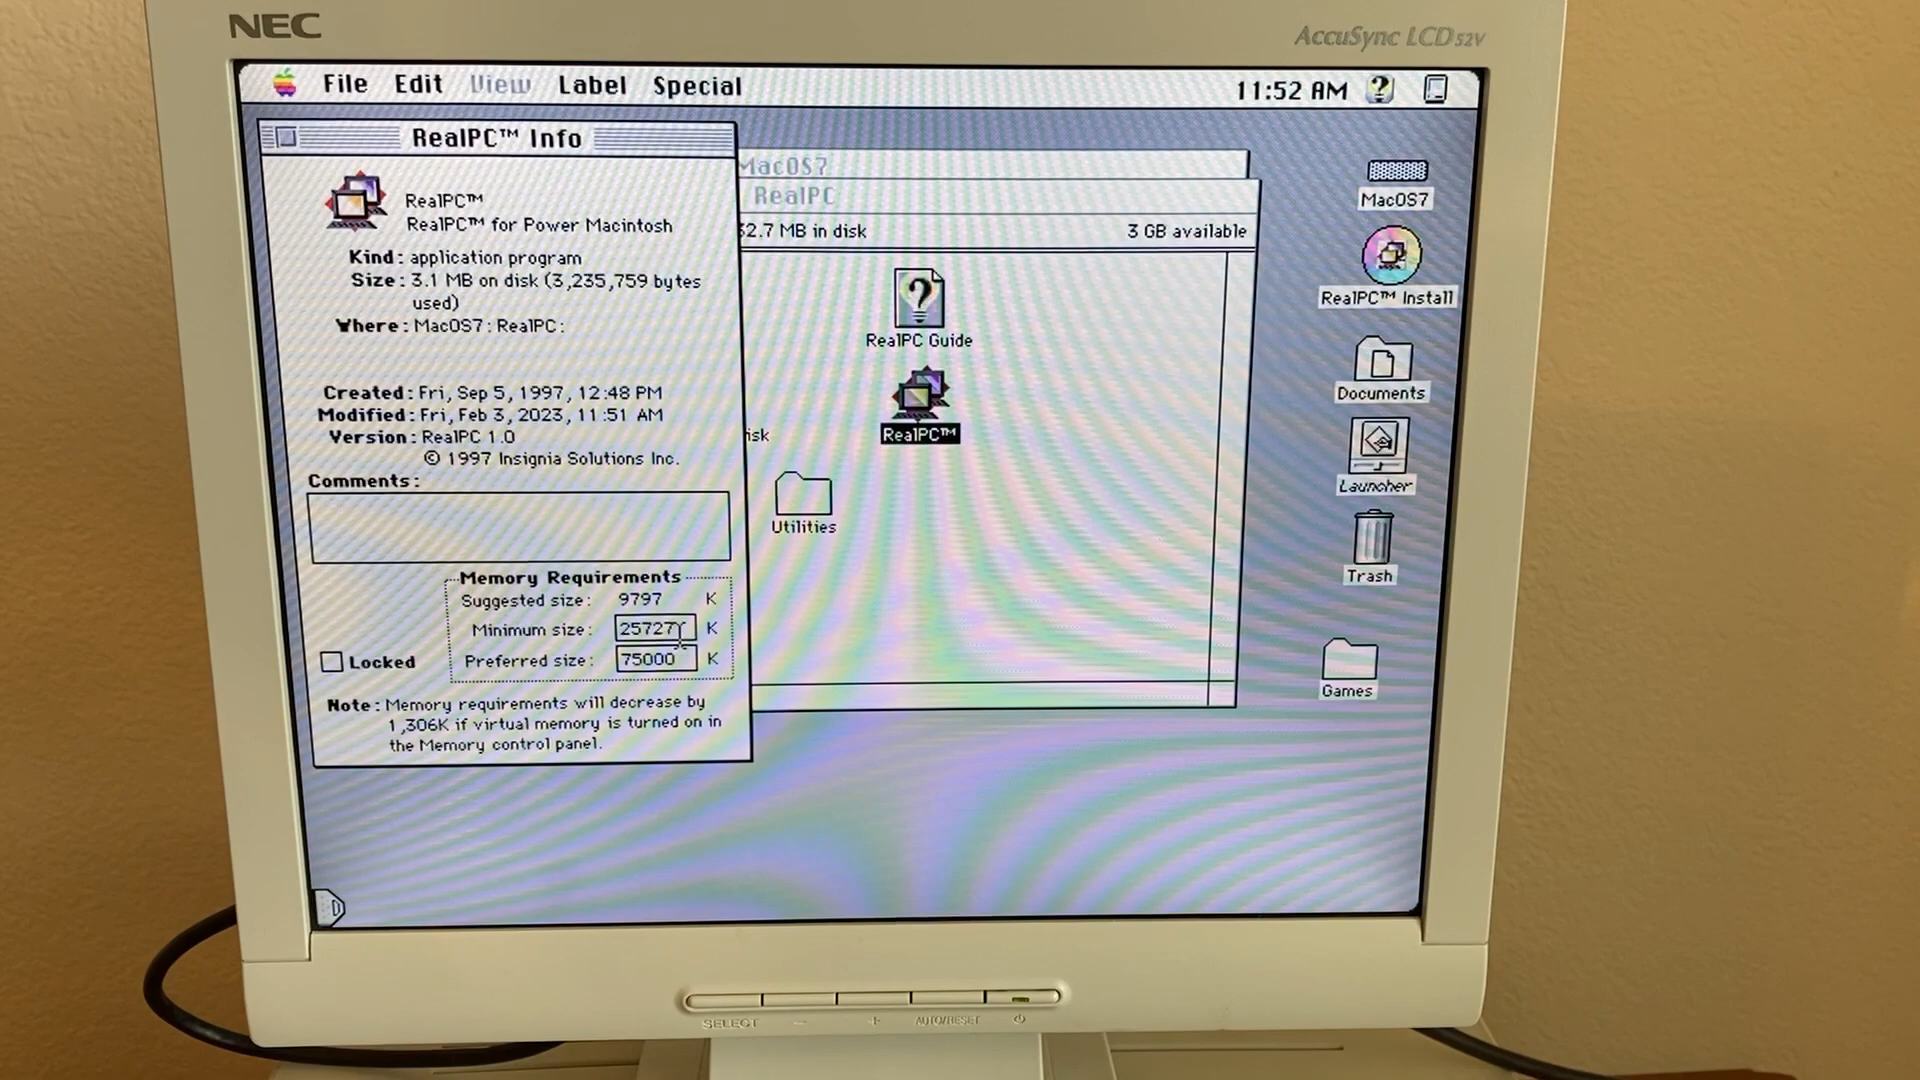 NEC
AccuSync LCD 52V
File Edit View Label Special
11:52 AM
RealPC™ Info
RealPC™
RealPC™ for Power Macintosh
Kind: application program
Size: 3.1 MB on disk (3,235,759 bytes
used)
Where: MacOS7: RealPC:
Created: Fri, Sep 5, 1997, 12:48 PM
Modified: Fri, Feb 3, 2023, 11:51 AM
Version: RealPC 1.0
© 1997 Insignia Solutions Inc.
Comments:
Memory Requirements
Suggested size: 9797 K
Minimum size: 25727 K
Preferred size: 75000 K
Locked
Note: Memory requirements will decrease by
1,306K if virtual memory is turned on in
the Memory control panel.
MacOS7
RealPC
32.7 MB in disk
3 GB available
RealPC Guide
isk
RealPC™
Utilities
MacOS7
RealPC™ Install
Documents
Launcher
Trash
Games
SELECT - + AUTO/RESET